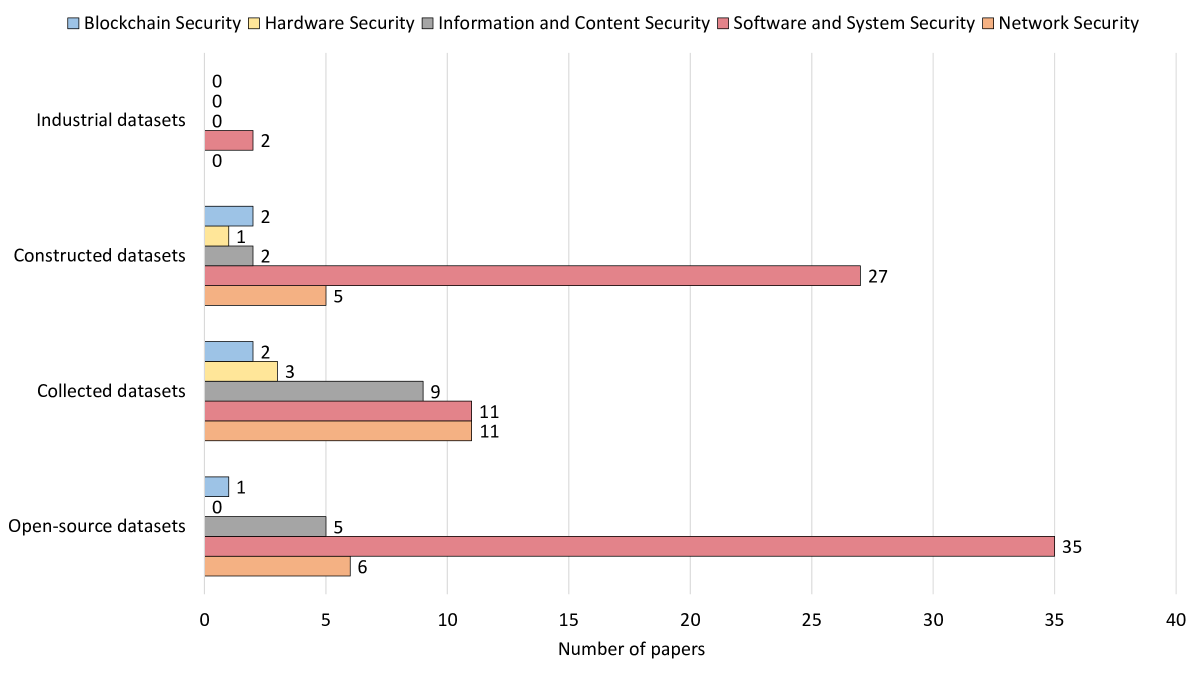 Blockchain Security Hardware Security Information and Content Security Software and System Security Network Security
0
0
Industrial datasets 0
2
0
2
1
Constructed datasets 2
27
5
2
3
Collected datasets 9
11
11
1
0
Open-source datasets 5
35
6
0 5 10 15 20 25 30 35 40
Number of papers